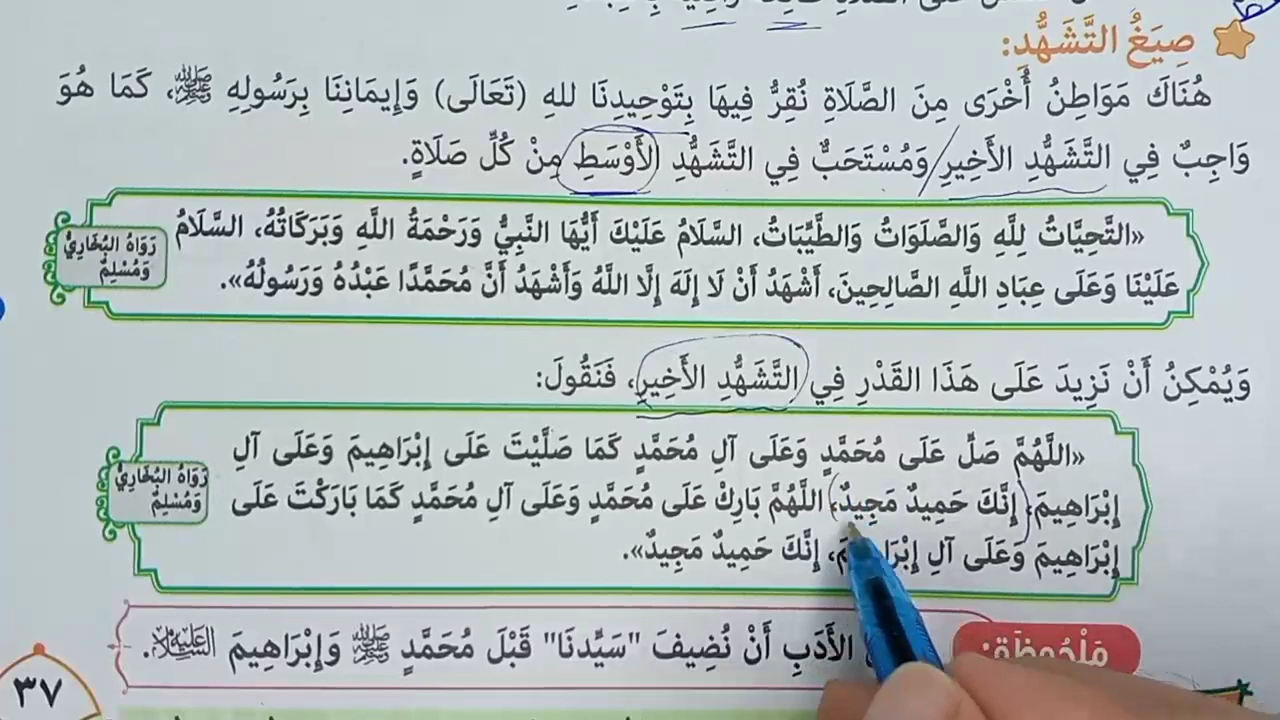 صِيَغُ التَّشَهُّدِ:
هُنَاكَ مَوَاطِنُ أُخْرَى مِنَ الصَّلَاةِ نُقِرُّ فِيهَا بِتَوْحِيدِنَا للهِ (تَعَالَى) وَإِيمَانِنَا بِرَسُولِهِ ﷺ، كَمَا هُوَ
وَاجِبٌ فِي التَّشَهُّدِ الأَخِيرِ وَمُسْتَحَبٌّ فِي التَّشَهُّدِ الأَوْسَطِ مِنْ كُلِّ صَلَاةٍ.
«التَّحِيَّاتُ لِلَّهِ وَالصَّلَوَاتُ وَالطَّيِّبَاتُ، السَّلَامُ عَلَيْكَ أَيُّهَا النَّبِيُّ وَرَحْمَةُ اللَّهِ وَبَرَكَاتُهُ، السَّلَامُ
عَلَيْنَا وَعَلَى عِبَادِ اللَّهِ الصَّالِحِينَ، أَشْهَدُ أَنْ لَا إِلَهَ إِلَّا اللَّهُ وَأَشْهَدُ أَنَّ مُحَمَّدًا عَبْدُهُ وَرَسُولُهُ».
رَوَاهُ البُخَارِيُّ
وَمُسْلِمٌ
وَيُمْكِنُ أَنْ نَزِيدَ عَلَى هَذَا القَدْرِ فِي التَّشَهُّدِ الأَخِيرِ، فَنَقُولَ:
«اللَّهُمَّ صَلِّ عَلَى مُحَمَّدٍ وَعَلَى آلِ مُحَمَّدٍ كَمَا صَلَّيْتَ عَلَى إِبْرَاهِيمَ وَعَلَى آلِ
إِبْرَاهِيمَ، إِنَّكَ حَمِيدٌ مَجِيدٌ، اللَّهُمَّ بَارِكْ عَلَى مُحَمَّدٍ وَعَلَى آلِ مُحَمَّدٍ كَمَا بَارَكْتَ عَلَى
إِبْرَاهِيمَ وَعَلَى آلِ إِبْرَاهِيمَ، إِنَّكَ حَمِيدٌ مَجِيدٌ».
رَوَاهُ البُخَارِيُّ
وَمُسْلِمٌ
مَلْحُوظَة:
الأَدَبِ أَنْ نُضِيفَ "سَيِّدنَا" قَبْلَ مُحَمَّدٍ ﷺ وَإِبْرَاهِيمَ عَلَيْهِ السَّلَامُ.
٣٧